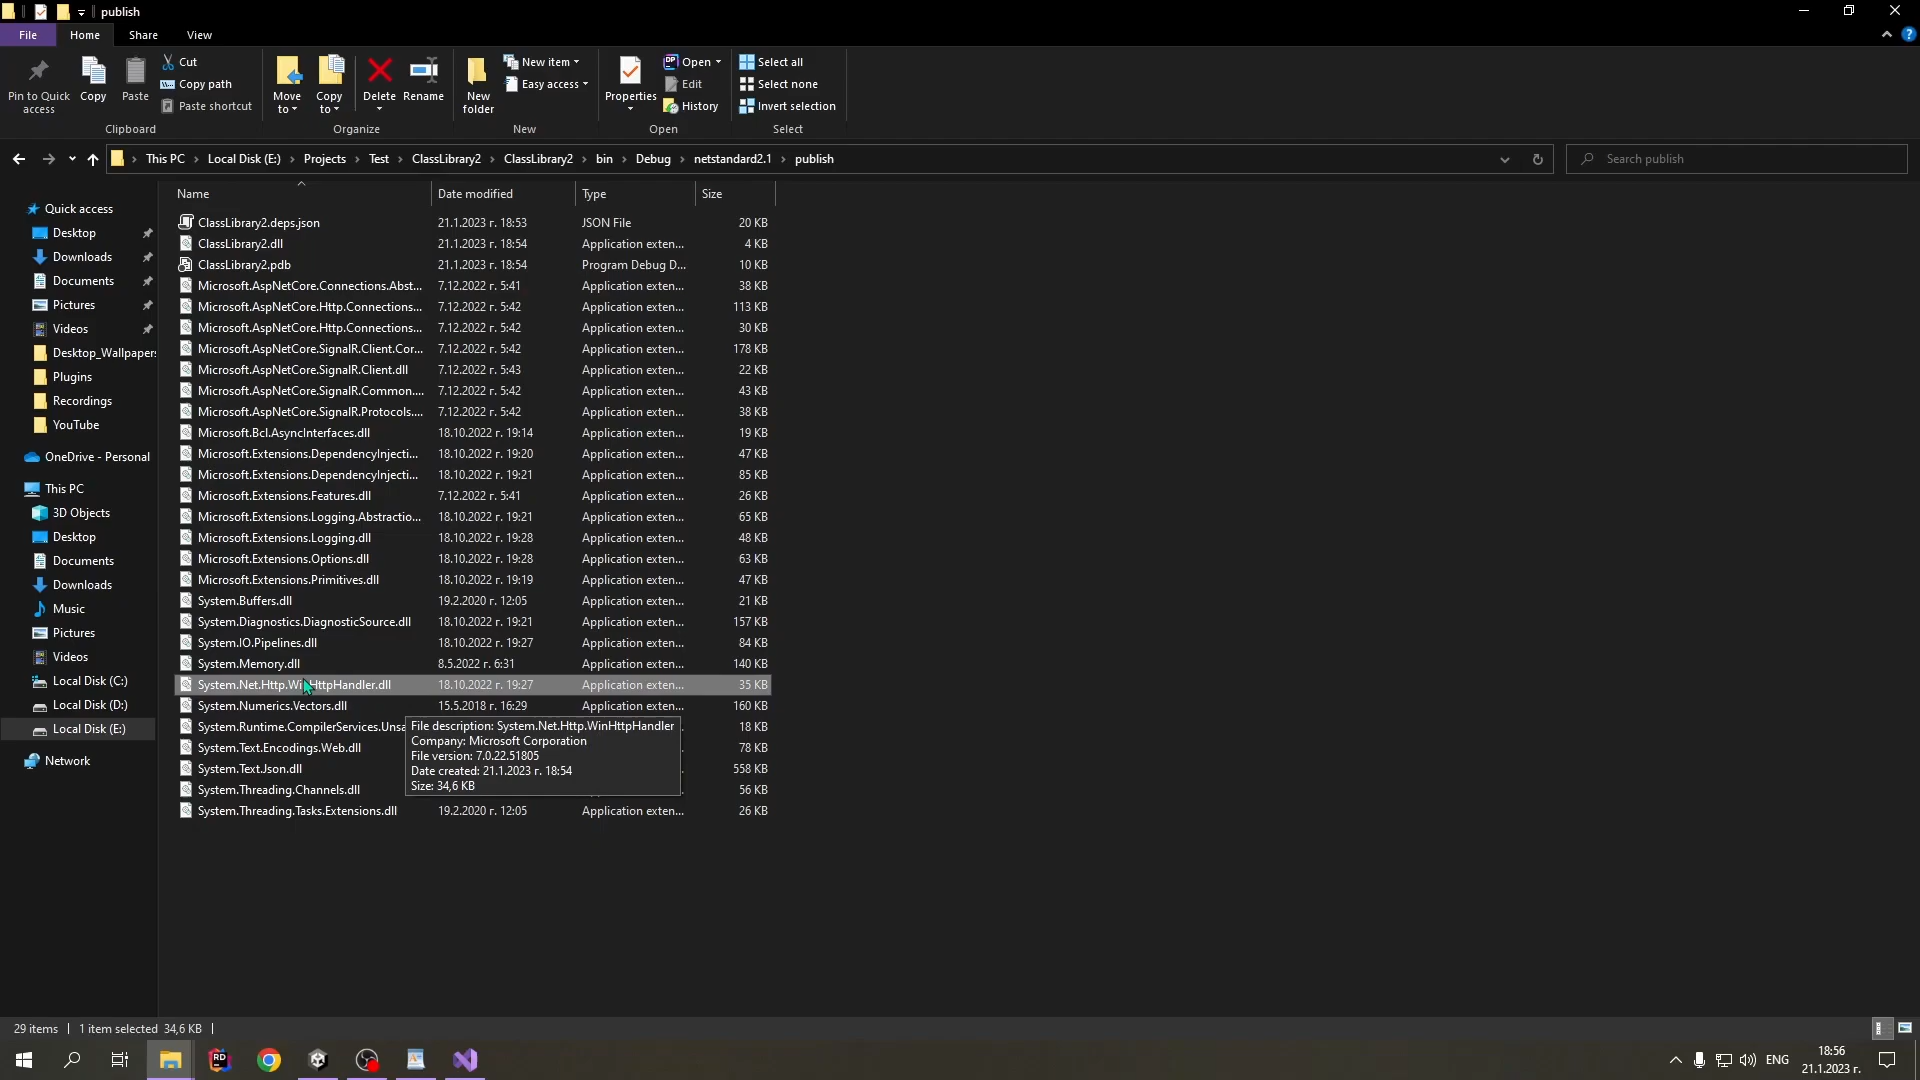 publish
File
Home
Share
View
Pin to Quick
access
Copy
Paste
Cut
Copy path
Paste shortcut
Clipboard
Move
to
Copy
to
Delete
Rename
Organize
New
folder
New item
Easy access
New
Properties
Open
Edit
History
Open
Select all
Select none
Invert selection
Select
This PC > Local Disk (E:) > Projects > Test > ClassLibrary2 > ClassLibrary2 > bin > Debug > netstandard2.1 > publish
Search publish
Quick access
Desktop
Downloads
Documents
Pictures
Videos
Desktop_Wallpapers
Plugins
Recordings
YouTube
OneDrive - Personal
This PC
3D Objects
Desktop
Documents
Downloads
Music
Pictures
Videos
Local Disk (C:)
Local Disk (D:)
Local Disk (E:)
Network
Name Date modified Type Size
ClassLibrary2.deps.json 21.1.2023 г. 18:53 JSON File 20 KB
ClassLibrary2.dll 21.1.2023 г. 18:54 Application exten... 4 KB
ClassLibrary2.pdb 21.1.2023 г. 18:54 Program Debug D... 10 KB
Microsoft.AspNetCore.Connections.Abst... 7.12.2022 г. 5:41 Application exten... 38 KB
Microsoft.AspNetCore.Http.Connections... 7.12.2022 г. 5:42 Application exten... 113 KB
Microsoft.AspNetCore.Http.Connections... 7.12.2022 г. 5:42 Application exten... 30 KB
Microsoft.AspNetCore.SignalR.Client.Cor... 7.12.2022 г. 5:42 Application exten... 178 KB
Microsoft.AspNetCore.SignalR.Client.dll 7.12.2022 г. 5:43 Application exten... 22 KB
Microsoft.AspNetCore.SignalR.Common.... 7.12.2022 г. 5:42 Application exten... 43 KB
Microsoft.AspNetCore.SignalR.Protocols.... 7.12.2022 г. 5:42 Application exten... 38 KB
Microsoft.Bcl.AsyncInterfaces.dll 18.10.2022 г. 19:14 Application exten... 19 KB
Microsoft.Extensions.DependencyInjecti... 18.10.2022 г. 19:20 Application exten... 47 KB
Microsoft.Extensions.DependencyInjecti... 18.10.2022 г. 19:21 Application exten... 85 KB
Microsoft.Extensions.Features.dll 7.12.2022 г. 5:41 Application exten... 26 KB
Microsoft.Extensions.Logging.Abstractio... 18.10.2022 г. 19:21 Application exten... 65 KB
Microsoft.Extensions.Logging.dll 18.10.2022 г. 19:28 Application exten... 48 KB
Microsoft.Extensions.Options.dll 18.10.2022 г. 19:28 Application exten... 63 KB
Microsoft.Extensions.Primitives.dll 18.10.2022 г. 19:19 Application exten... 47 KB
System.Buffers.dll 19.2.2020 г. 12:05 Application exten... 21 KB
System.Diagnostics.DiagnosticSource.dll 18.10.2022 г. 19:21 Application exten... 157 KB
System.IO.Pipelines.dll 18.10.2022 г. 19:27 Application exten... 84 KB
System.Memory.dll 8.5.2022 г. 6:31 Application exten... 140 KB
System.Net.Http.WinHttpHandler.dll 18.10.2022 г. 19:27 Application exten... 35 KB
System.Numerics.Vectors.dll 15.5.2018 г. 16:29 Application exten... 160 KB
System.Runtime.CompilerServices.Unsa 18 KB
System.Text.Encodings.Web.dll 78 KB
System.Text.Json.dll 558 KB
System.Threading.Channels.dll 56 KB
System.Threading.Tasks.Extensions.dll 19.2.2020 г. 12:05 Application exten... 26 KB
File description: System.Net.Http.WinHttpHandler
Company: Microsoft Corporation
File version: 7.0.22.51805
Date created: 21.1.2023 г. 18:54
Size: 34,6 KB
29 items 1 item selected 34,6 KB
RD
ENG
18:56
21.1.2023 г.